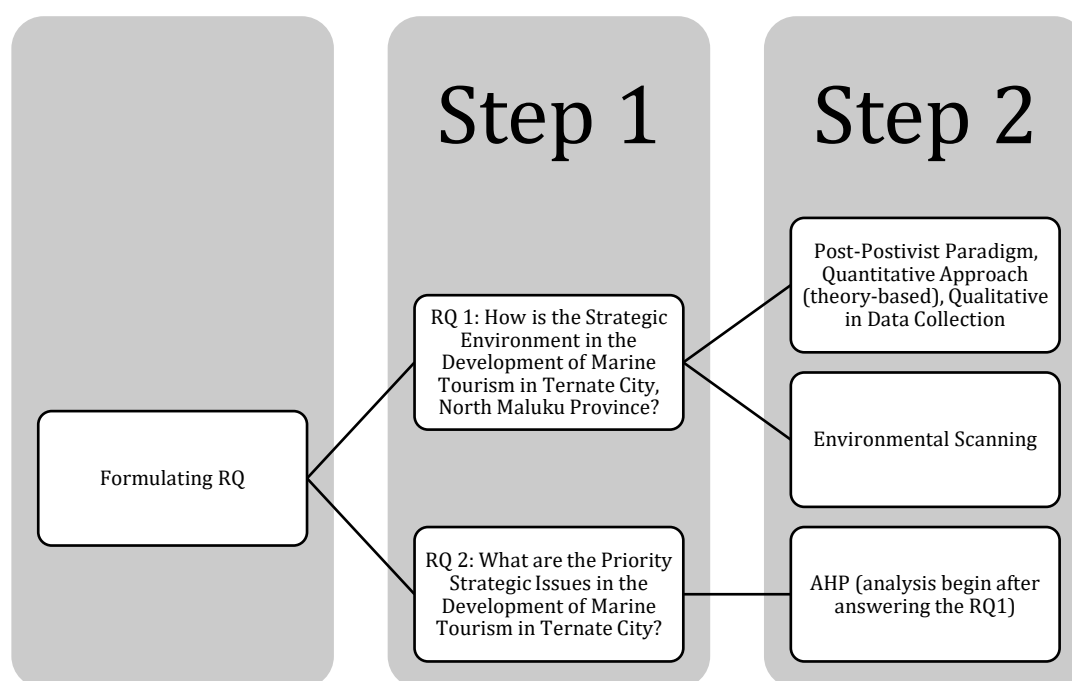 Step 1
Step 2
Formulating RQ
RQ 1: How is the Strategic
Environment in the
Development of Marine
Tourism in Ternate City,
North Maluku Province?
RQ 2: What are the Priority
Strategic Issues in the
Development of Marine
Tourism in Ternate City?
Post-Postivist Paradigm,
Quantitative Approach
(theory-based), Qualitative
in Data Collection
Environmental Scanning
AHP (analysis begin after
answering the RQ1)